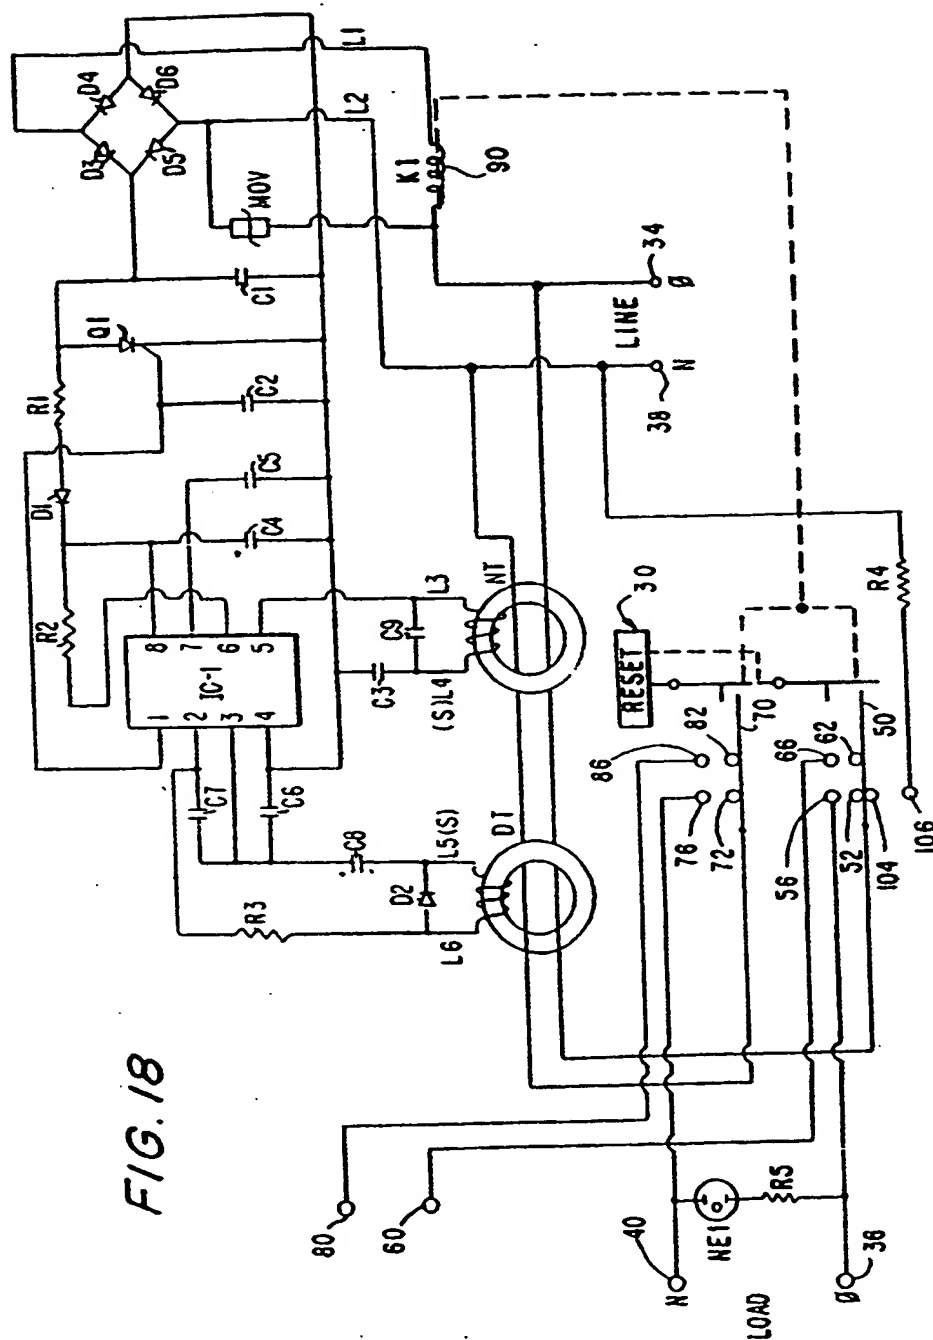 FIG. 18
D4
D6
D3
D5
L1
L2
MOV
K1
90
C1
Q1
R1
C2
C5
D1
C4
R2
8
7
6
5
IC-1
1
2
3
4
C7
C6
C8
R3
D2
L5(S)
L6
DT
C3
C9
L3
(S)L4
NT
LINE
34
Ø
N
38
30
RESET
R4
82
70
86
76
72
66
62
50
56
52
104
106
80
60
40
N
NE1
R5
LOAD
Ø
36